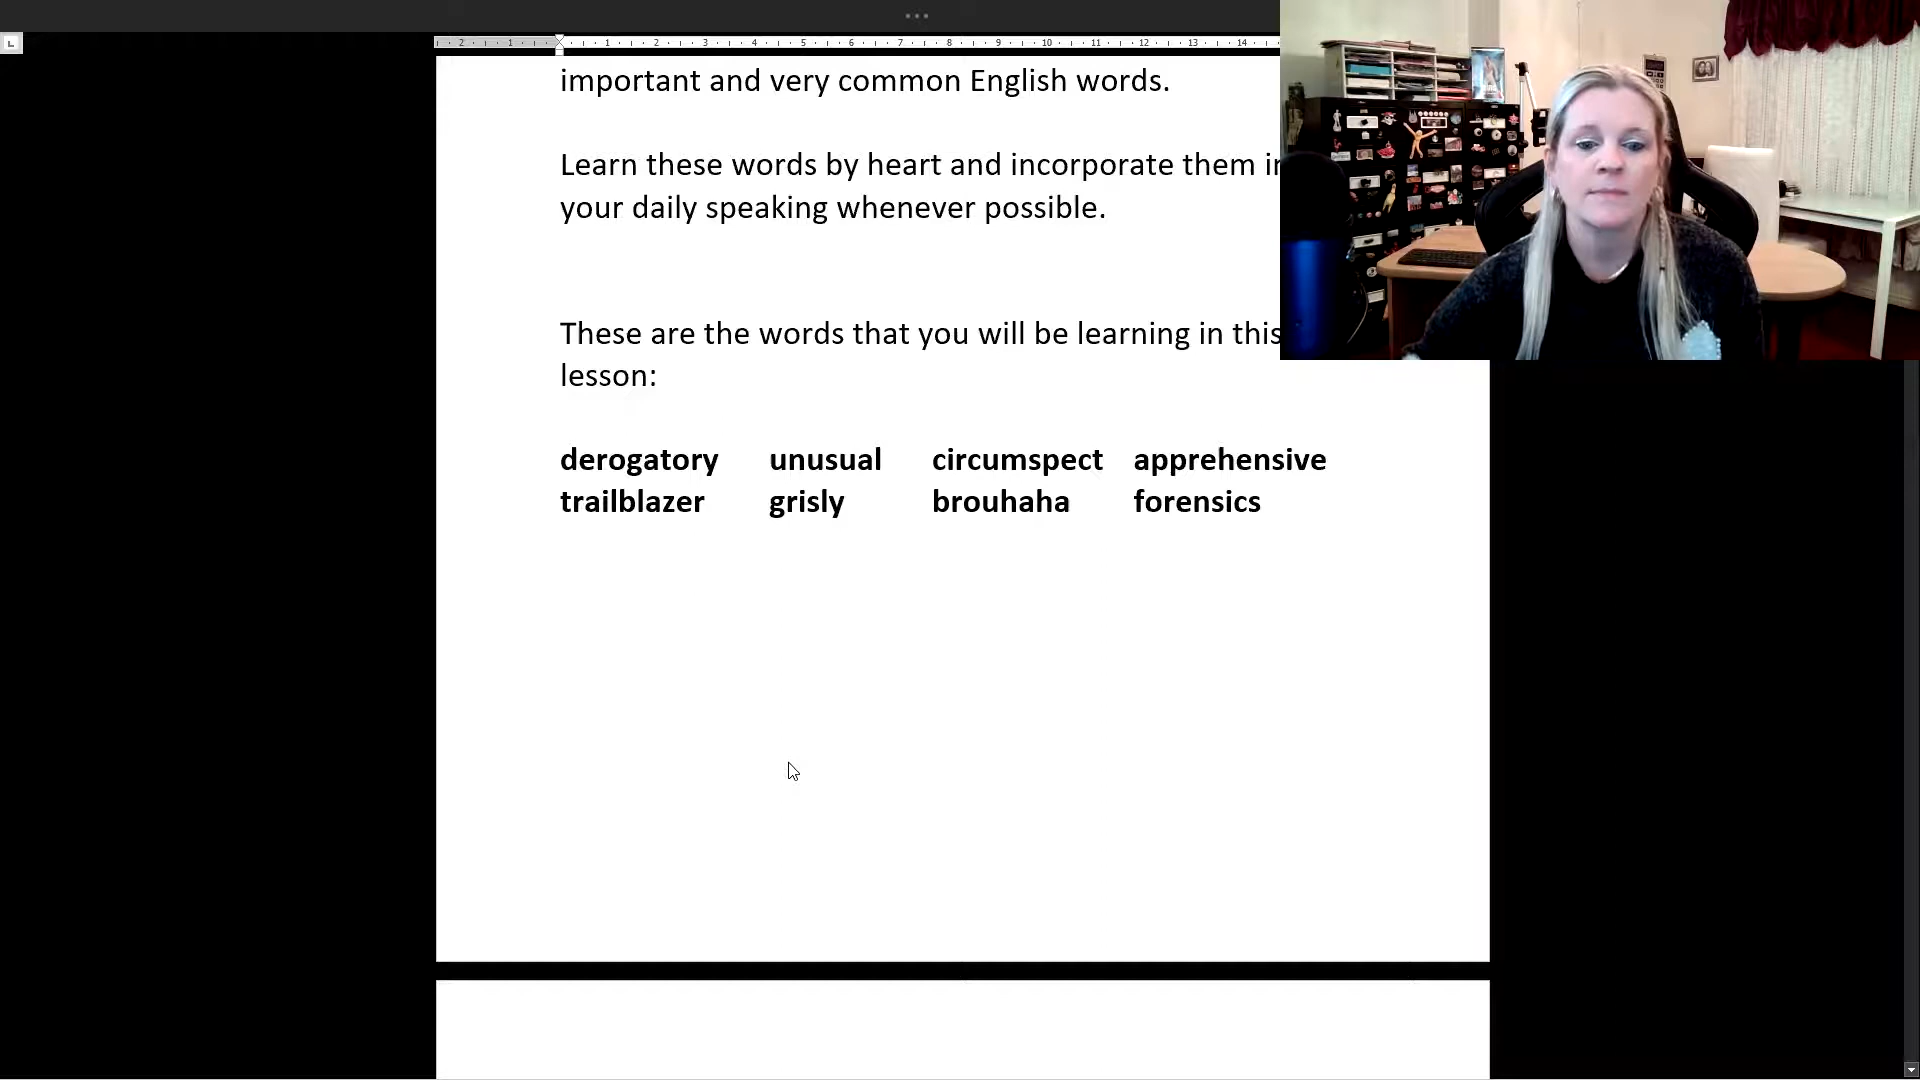 important and very common English words.
Learn these words by heart and incorporate them
your daily speaking whenever possible.
These are the words that you will be learning in this
lesson:
derogatory unusual circumspect apprehensive
trailblazer grisly brouhaha forensics